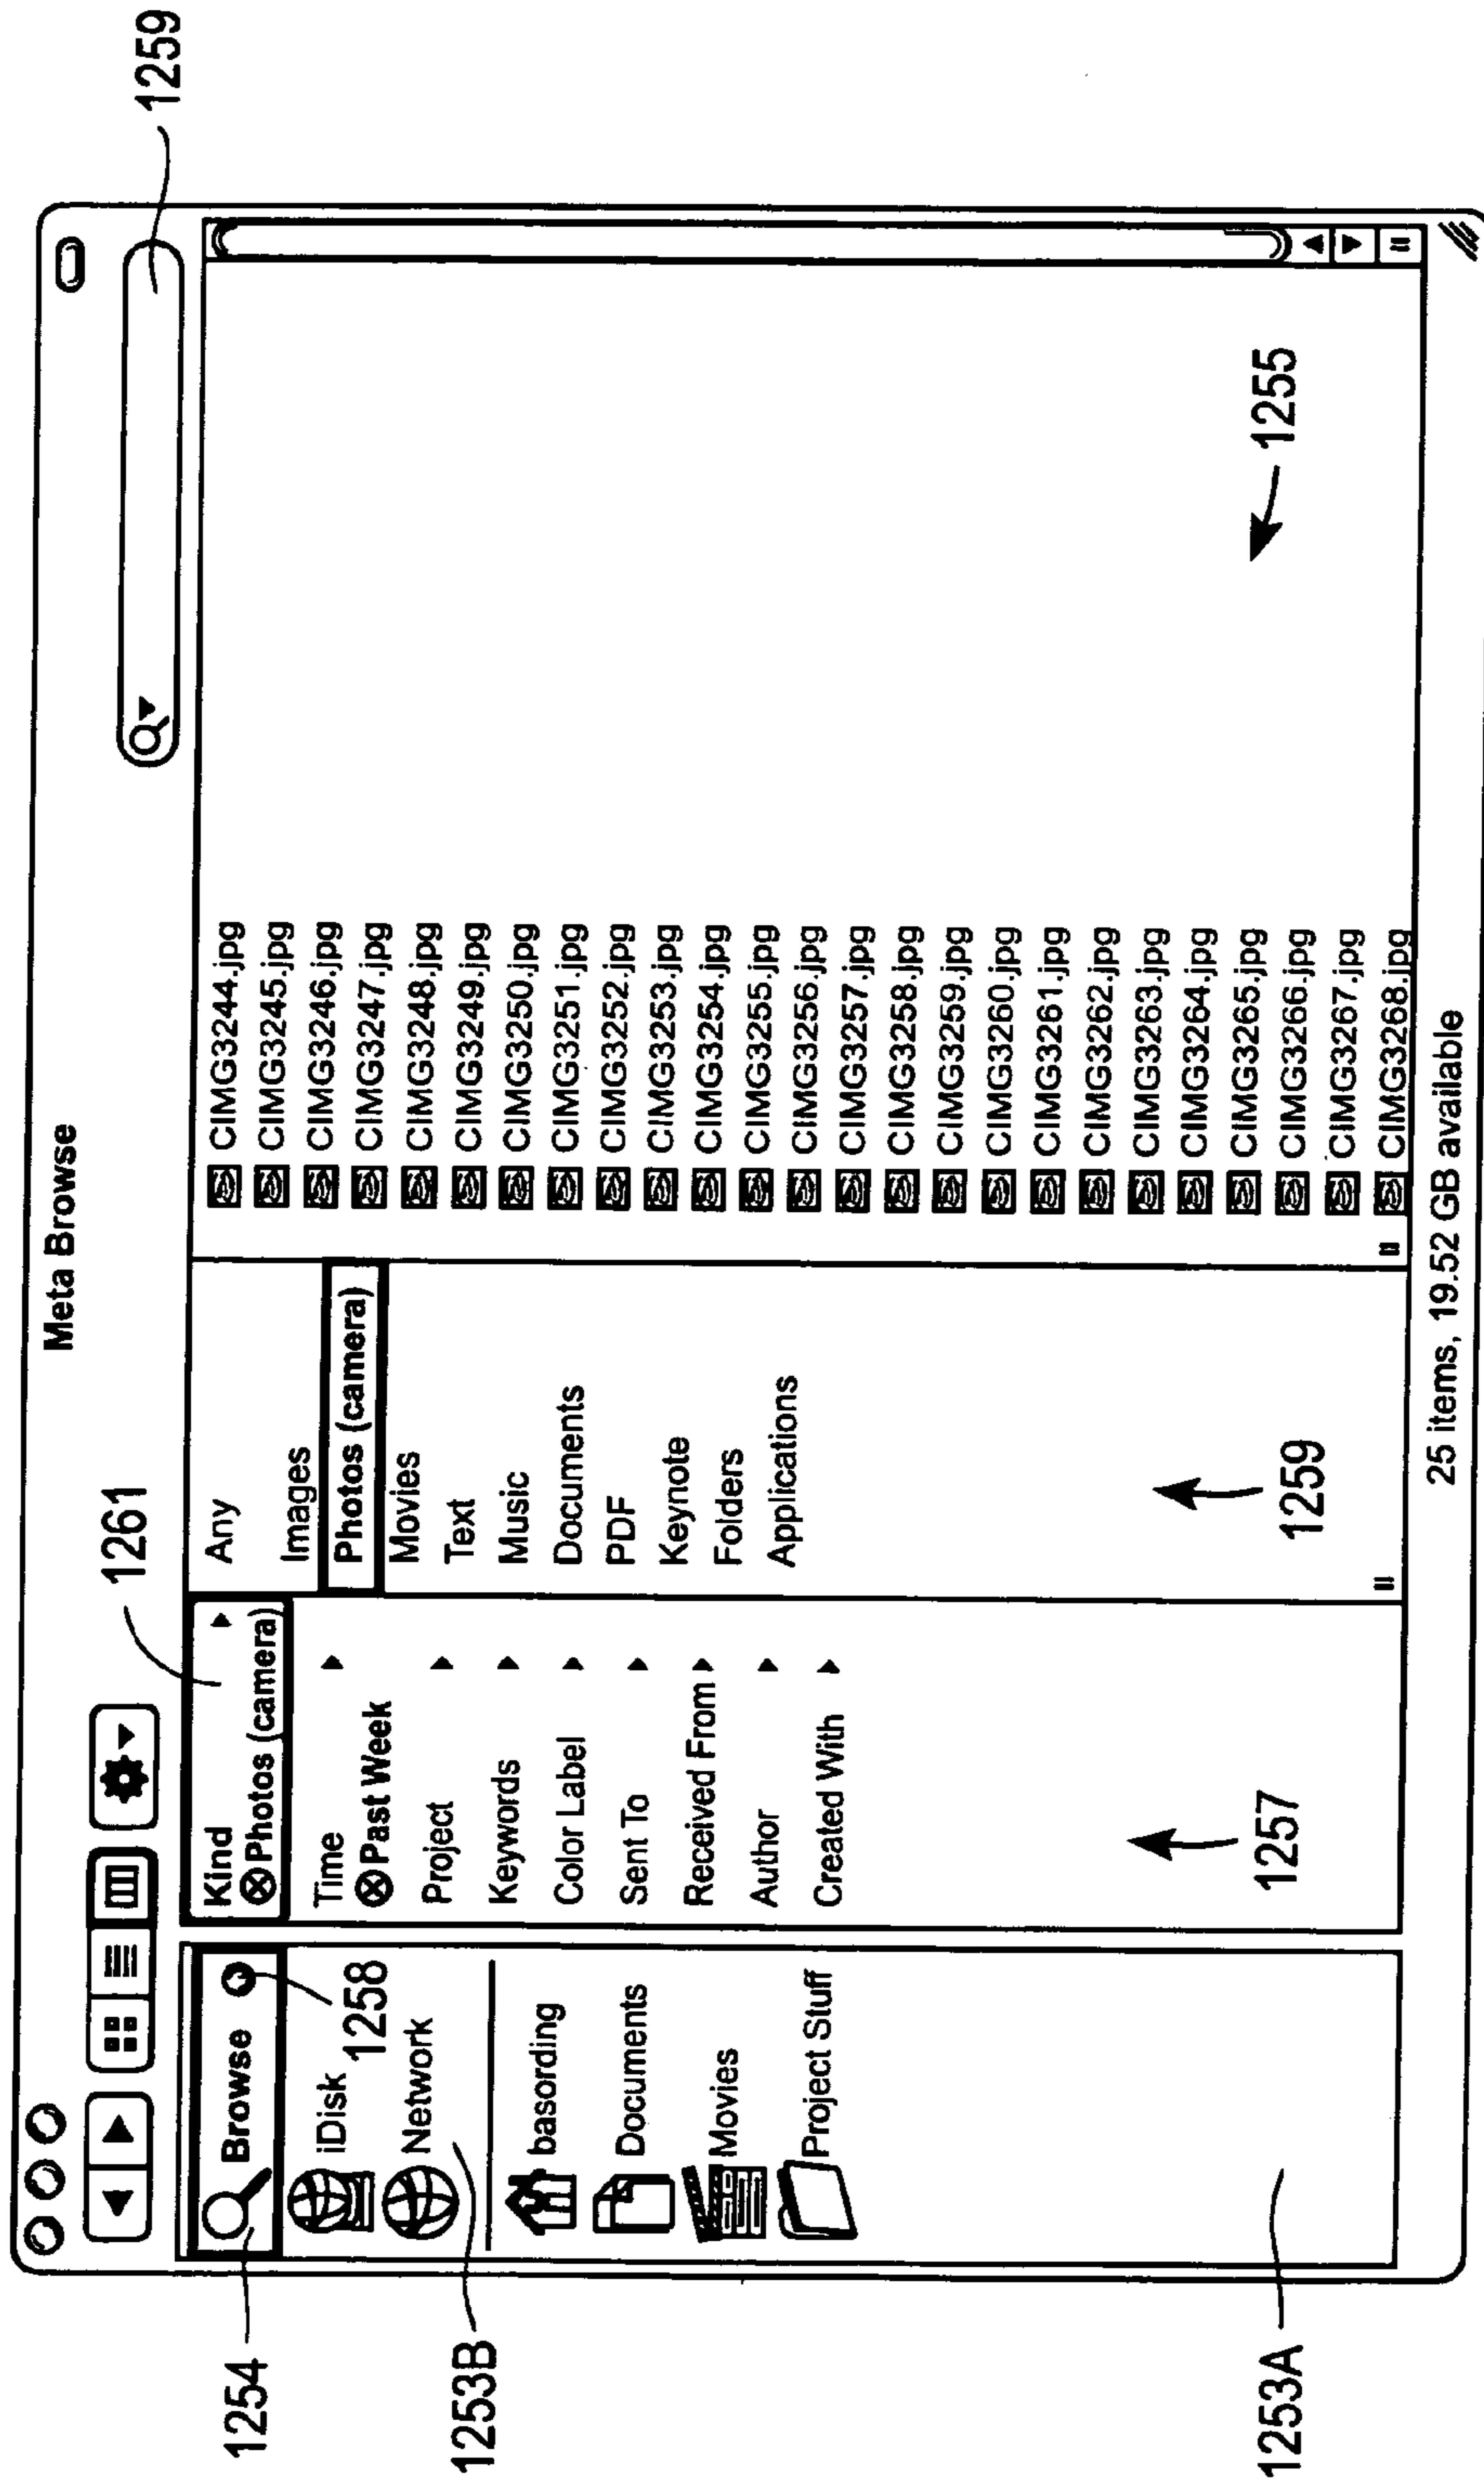 Meta Browse
1261
1259
1254
Browse
1258
iDisk
Network
1253B
basording
Documents
Movies
Project Stuff
1253A
Kind
Photos (camera)
Time
Past Week
Project
Keywords
Color Label
Sent To
Received From
Author
Created With
1257
Any
Images
Photos (camera)
Movies
Text
Music
Documents
PDF
Keynote
Folders
Applications
1259
CIMG3244.jpg
CIMG3245.jpg
CIMG3246.jpg
CIMG3247.jpg
CIMG3248.jpg
CIMG3249.jpg
CIMG3250.jpg
CIMG3251.jpg
CIMG3252.jpg
CIMG3253.jpg
CIMG3254.jpg
CIMG3255.jpg
CIMG3256.jpg
CIMG3257.jpg
CIMG3258.jpg
CIMG3259.jpg
CIMG3260.jpg
CIMG3261.jpg
CIMG3262.jpg
CIMG3263.jpg
CIMG3264.jpg
CIMG3265.jpg
CIMG3266.jpg
CIMG3267.jpg
CIMG3268.jpg
1255
25 items, 19.52 GB available